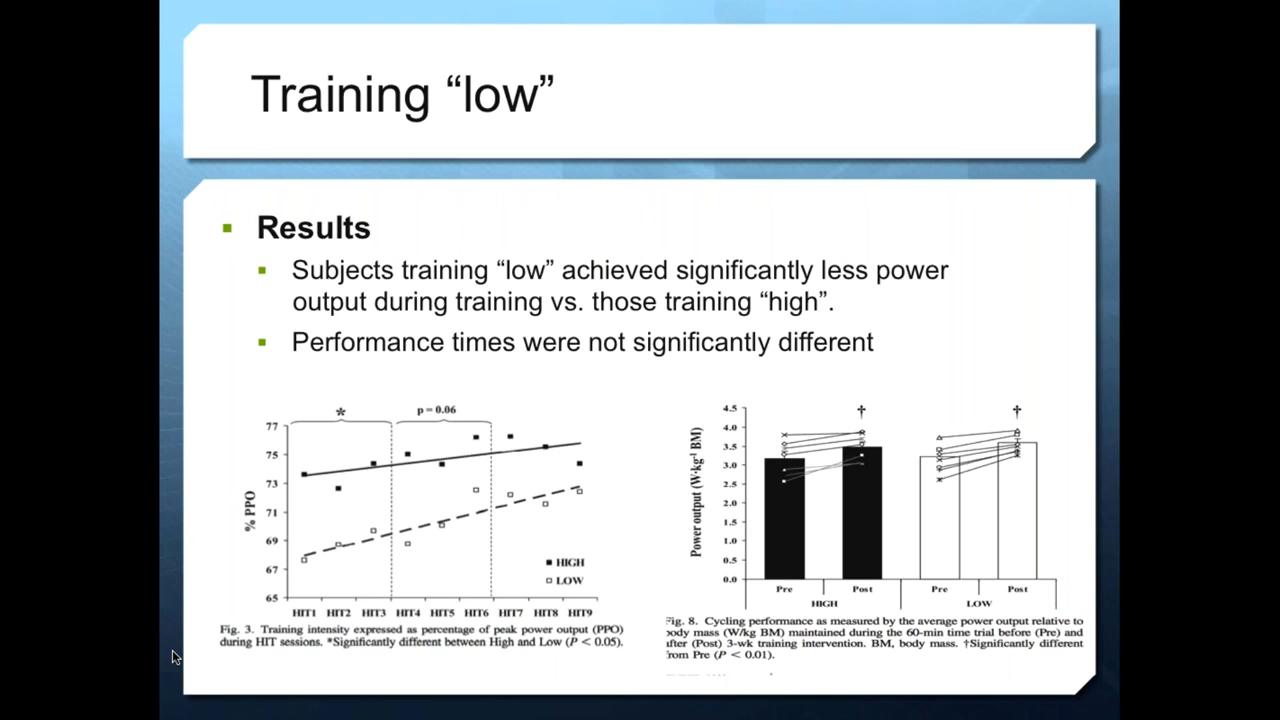 Training “low”
Results
Subjects training “low” achieved significantly less power
output during training vs. those training “high”.
Performance times were not significantly different
*
p = 0.06
77
75
73
71
69
67
65
% PPO
HIGH
LOW
HIT1 HIT2 HIT3 HIT4 HIT5 HIT6 HIT7 HIT8 HIT9
Fig. 3. Training intensity expressed as percentage of peak power output (PPO)
during HIT sessions. *Significantly different between High and Low (P < 0.05).
† †
4.5
4.0
3.5
3.0
2.5
2.0
1.5
1.0
0.5
0.0
Power output (W·kg-1 BM)
Pre Post Pre Post
HIGH LOW
Fig. 8. Cycling performance as measured by the average power output relative to
body mass (W/kg BM) maintained during the 60-min time trial before (Pre) and
after (Post) 3-wk training intervention. BM, body mass. †Significantly different
from Pre (P < 0.01).